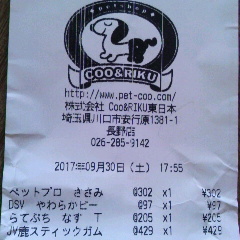 petshop
COO&RIKU
http://www.pet-coo.com/
株式会社 Coo&RIKU東日本
埼玉県川口市安行原1381-1
長野店
026-285-9142
2017年09月30日(土) 17:55
ペットプロ ささみ @302 x1 ¥302
DSV やわらかビー @97 x1 ¥97
らてぶち なす T @205 x1 ¥205
JV鹿スティックガム @429 x1 ¥429